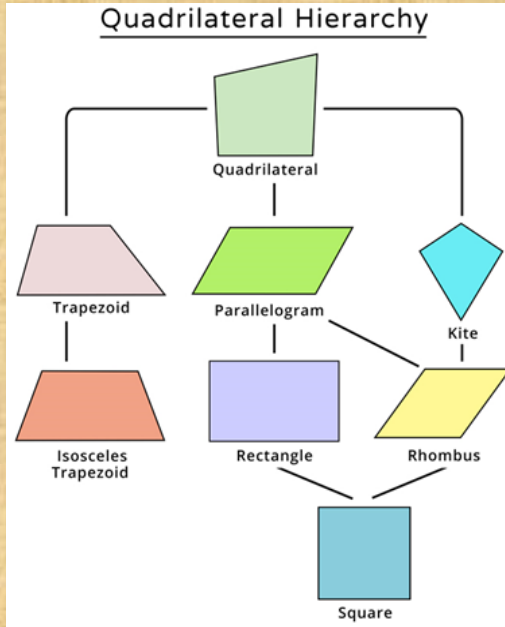 Quadrilateral Hierarchy
Quadrilateral
Trapezoid
Parallelogram
Kite
Isosceles
Trapezoid
Rectangle
Rhombus
Square